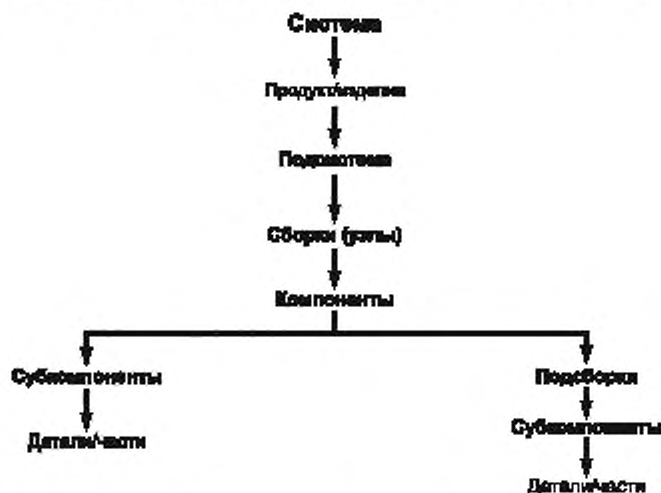 Система
Продукт/изделие
Подсистема
Сборки (узлы)
Компоненты
Субкомпоненты
Подсборки
Детали/части
Субкомпоненты
Детали/части